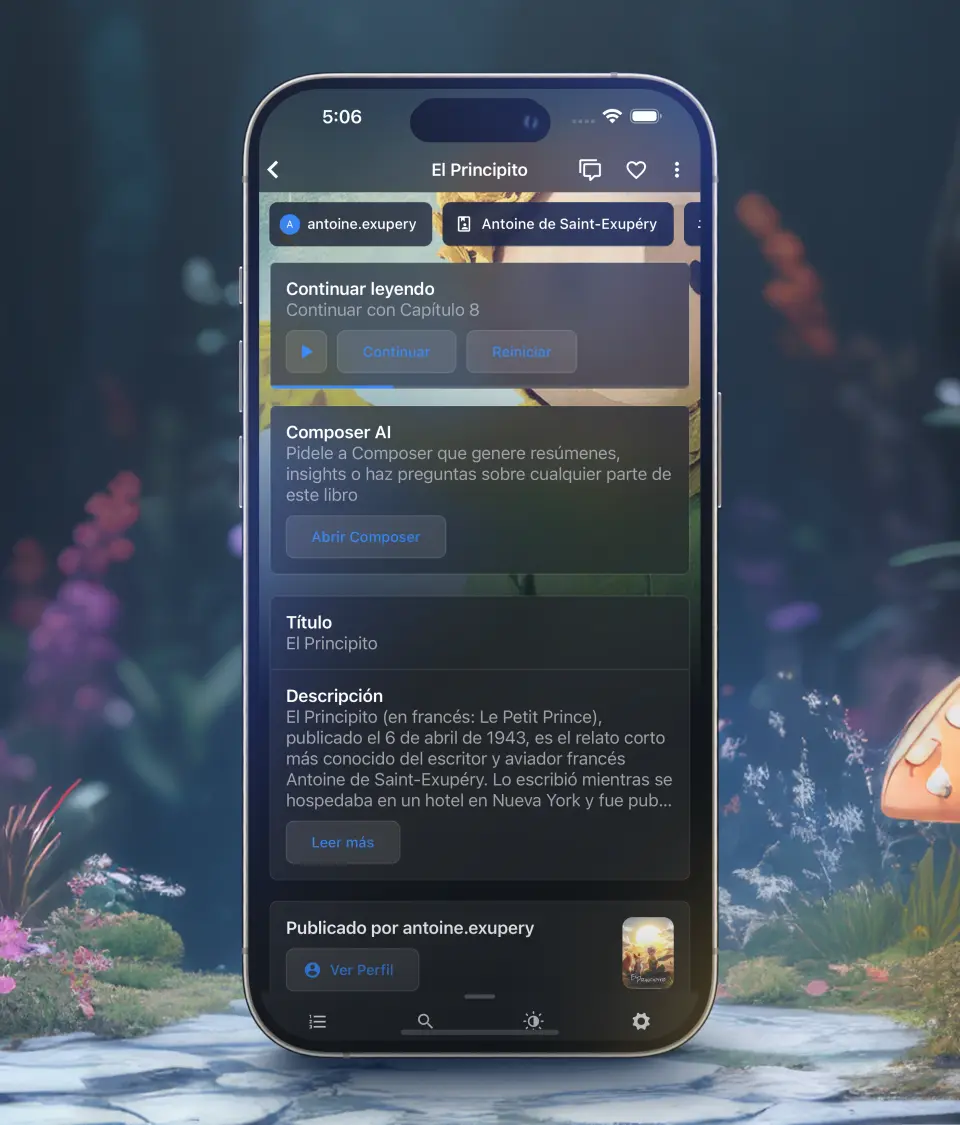 5:06
El Principito
A antoine.exupery
Antoine de Saint-Exupéry
Continuar leyendo
Continuar con Capítulo 8
Continuar
Reiniciar
Composer AI
Pidele a Composer que genere resúmenes,
insights o haz preguntas sobre cualquier parte de
este libro
Abrir Composer
Título
El Principito
Descripción
El Principito (en francés: Le Petit Prince),
publicado el 6 de abril de 1943, es el relato corto
más conocido del escritor y aviador francés
Antoine de Saint-Exupéry. Lo escribió mientras se
hospedaba en un hotel en Nueva York y fue pub...
Leer más
Publicado por antoine.exupery
El Principito
Ver Perfil